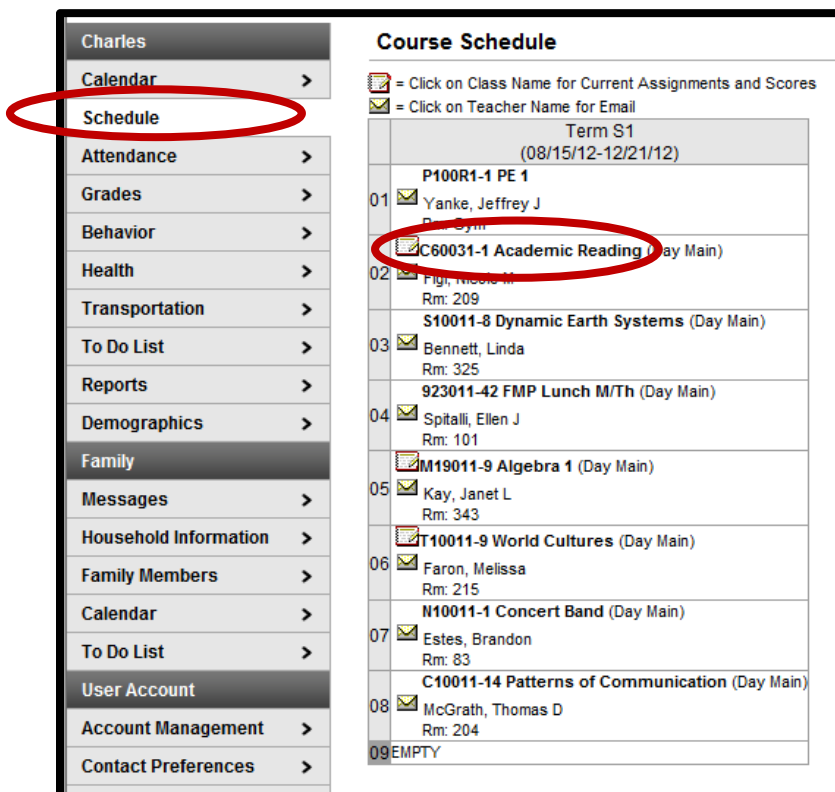 Charles
Calendar >
Schedule
Attendance >
Grades >
Behavior >
Health >
Transportation >
To Do List >
Reports >
Demographics >
Family
Messages >
Household Information >
Family Members >
Calendar >
To Do List >
User Account
Account Management >
Contact Preferences >
Course Schedule
= Click on Class Name for Current Assignments and Scores
= Click on Teacher Name for Email
Term S1
(08/15/12-12/21/12)
01
P100R1-1 PE 1
Yanke, Jeffrey J
Rm: Gym
02
C60031-1 Academic Reading (Day Main)
Rm: 209
03
S10011-8 Dynamic Earth Systems (Day Main)
Bennett, Linda
Rm: 325
04
923011-42 FMP Lunch M/Th (Day Main)
Spitalli, Ellen J
Rm: 101
05
M19011-9 Algebra 1 (Day Main)
Kay, Janet L
Rm: 343
06
T10011-9 World Cultures (Day Main)
Faron, Melissa
Rm: 215
07
N10011-1 Concert Band (Day Main)
Estes, Brandon
Rm: 83
08
C10011-14 Patterns of Communication (Day Main)
McGrath, Thomas D
Rm: 204
09 EMPTY